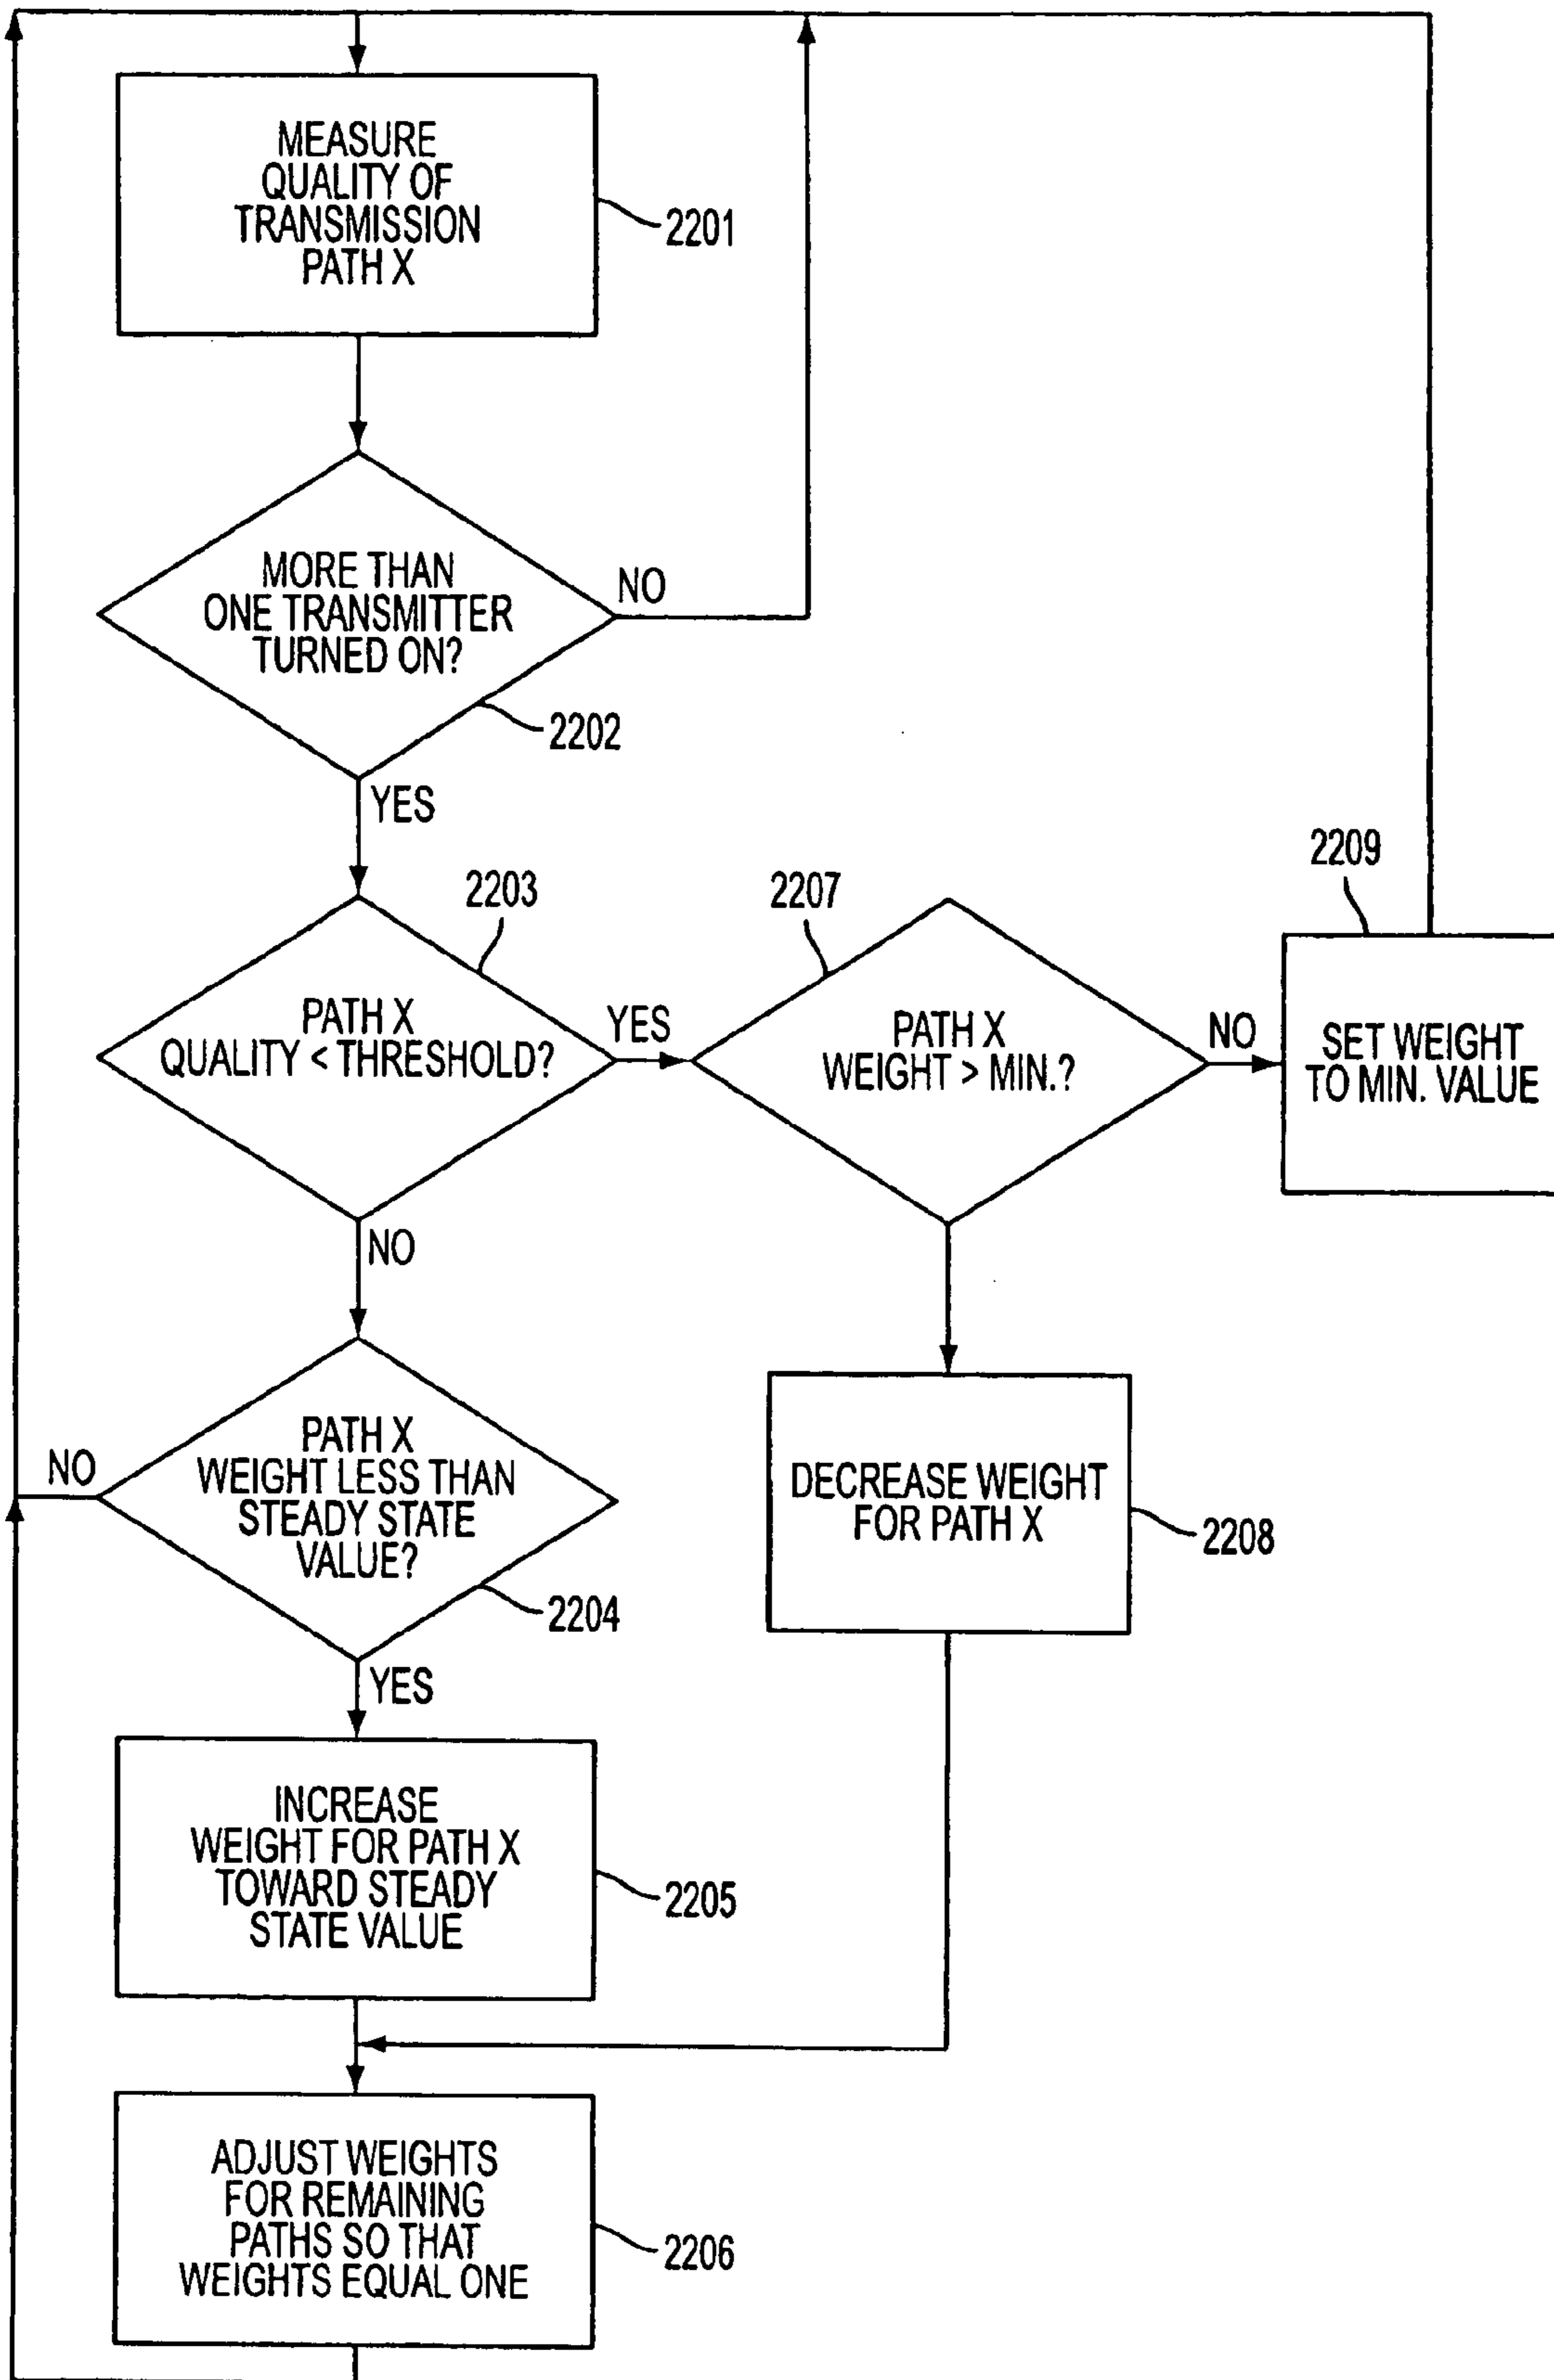 MEASURE
QUALITY OF
TRANSMISSION
PATH X
2201
MORE THAN
ONE TRANSMITTER
TURNED ON?
NO
2202
YES
2203
2207
2209
PATH X
QUALITY < THRESHOLD?
YES
PATH X
WEIGHT > MIN.?
NO
SET WEIGHT
TO MIN. VALUE
NO
PATH X
WEIGHT LESS THAN
STEADY STATE
VALUE?
NO
2204
YES
DECREASE WEIGHT
FOR PATH X
2208
INCREASE
WEIGHT FOR PATH X
TOWARD STEADY
STATE VALUE
2205
ADJUST WEIGHTS
FOR REMAINING
PATHS SO THAT
WEIGHTS EQUAL ONE
2206